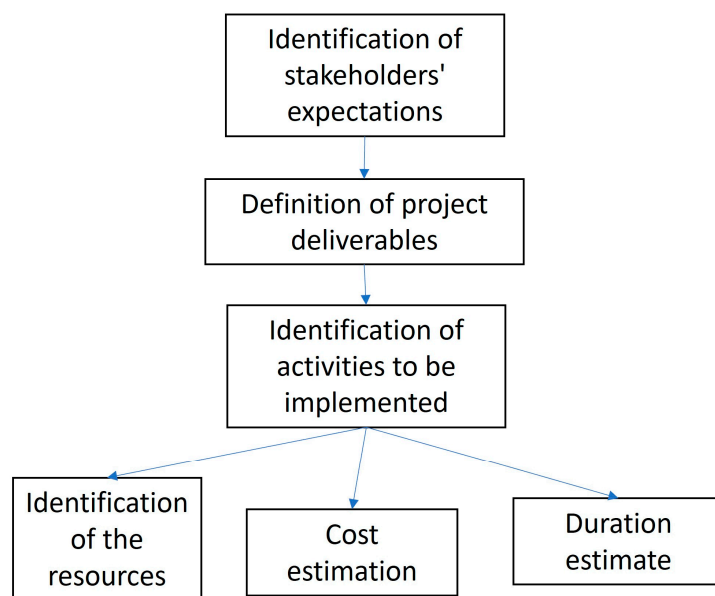 Identification of
stakeholders'
expectations
Definition of project
deliverables
Identification of
activities to be
implemented
Identification
of the
resources
Cost
estimation
Duration
estimate